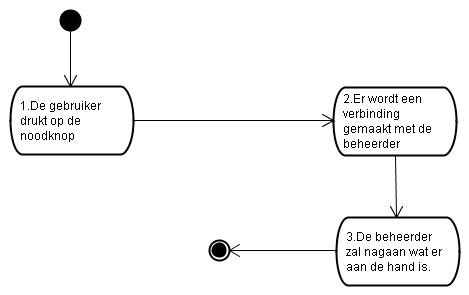 1.De gebruiker
drukt op de
noodknop
2.Er wordt een
verbinding
gemaakt met de
beheerder
3.De beheerder
zal nagaan wat er
aan de hand is.